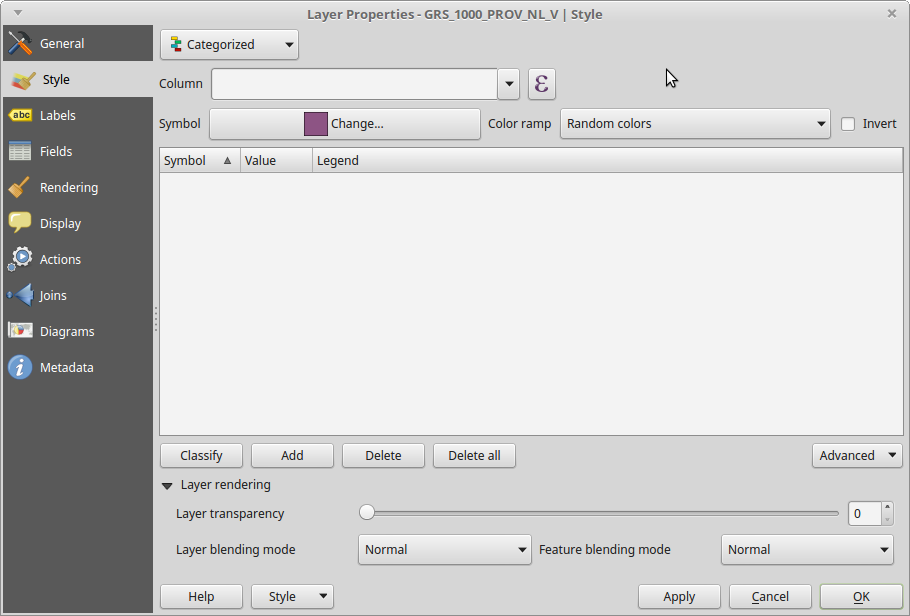 Layer Properties - GRS_1000_PROV_NL_V | Style
General
Style
abc Labels
Fields
Rendering
Display
Actions
Joins
Diagrams
i Metadata
Categorized
Column ε
Symbol Change... Color ramp Random colors Invert
Symbol Value Legend
Classify Add Delete Delete all Advanced
Layer rendering
Layer transparency 0
Layer blending mode Normal Feature blending mode Normal
Help Style Apply Cancel OK